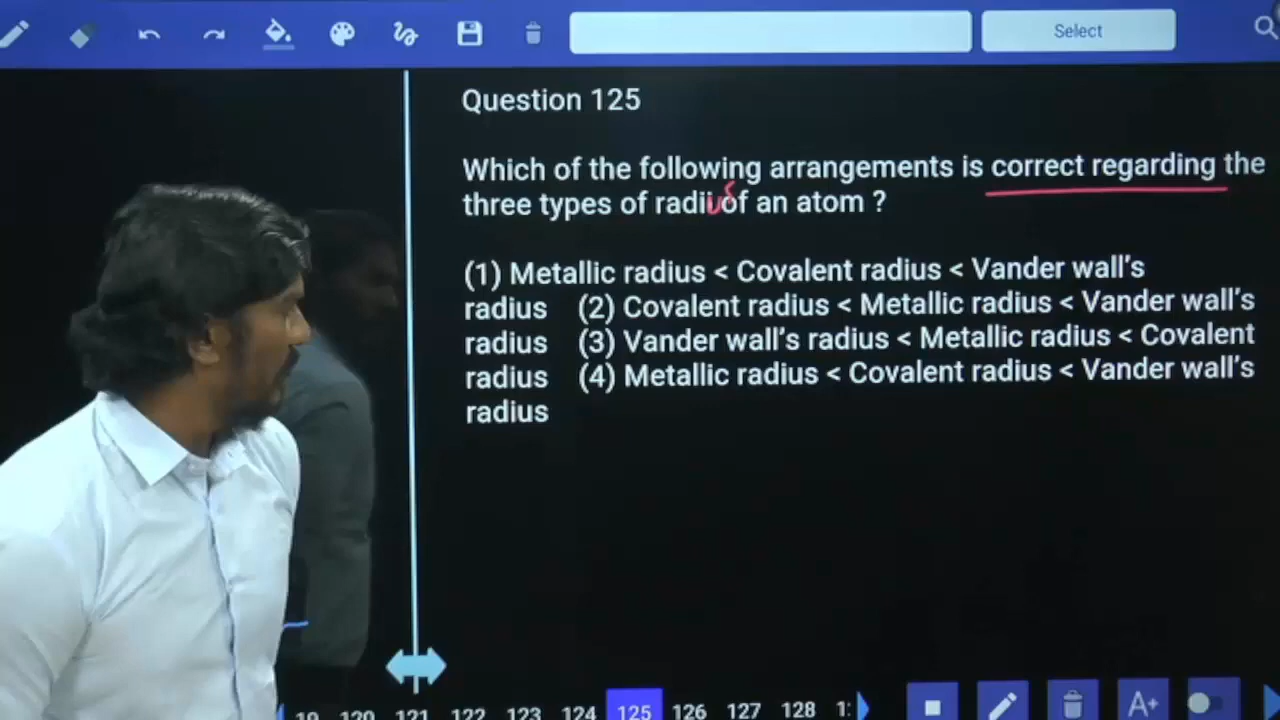 Select
Question 125
Which of the following arrangements is correct regarding the
three types of radii of an atom ?
(1) Metallic radius < Covalent radius < Vander wall's
radius (2) Covalent radius < Metallic radius < Vander wall's
radius (3) Vander wall's radius < Metallic radius < Covalent
radius (4) Metallic radius < Covalent radius < Vander wall's
radius
120 121 122 123 124 125 126 127 128
A+